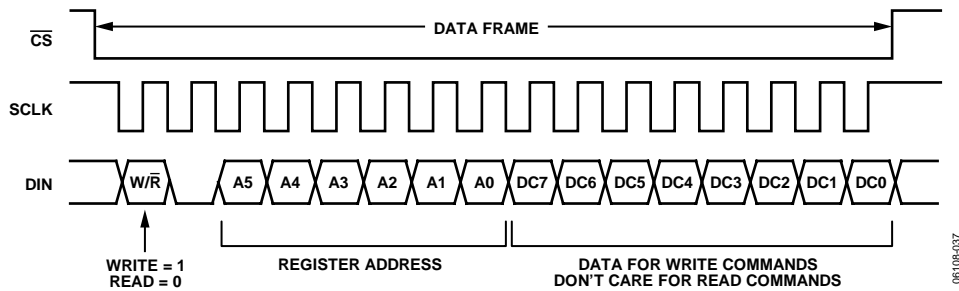 DATA FRAME
C̅S̅
SCLK
DIN
W/R̅ A5 A4 A3 A2 A1 A0 DC7 DC6 DC5 DC4 DC3 DC2 DC1 DC0
WRITE = 1
READ = 0
REGISTER ADDRESS
DATA FOR WRITE COMMANDS
DON'T CARE FOR READ COMMANDS
06108-037